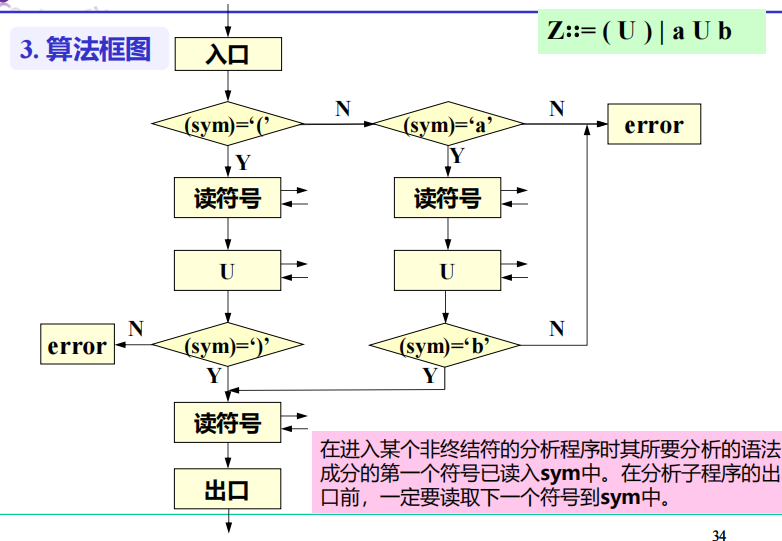 3. 算法框图
Z::= ( U ) | a U b
入口
(sym)=‘(’
N
(sym)=‘a’
N
error
Y
Y
读符号
读符号
U
U
error
N
(sym)=‘)’
(sym)=‘b’
N
Y
Y
读符号
出口
在进入某个非终结符的分析程序时其所要分析的语法
成分的第一个符号已读入sym中。在分析子程序的出
口前，一定要读取下一个符号到sym中。
34